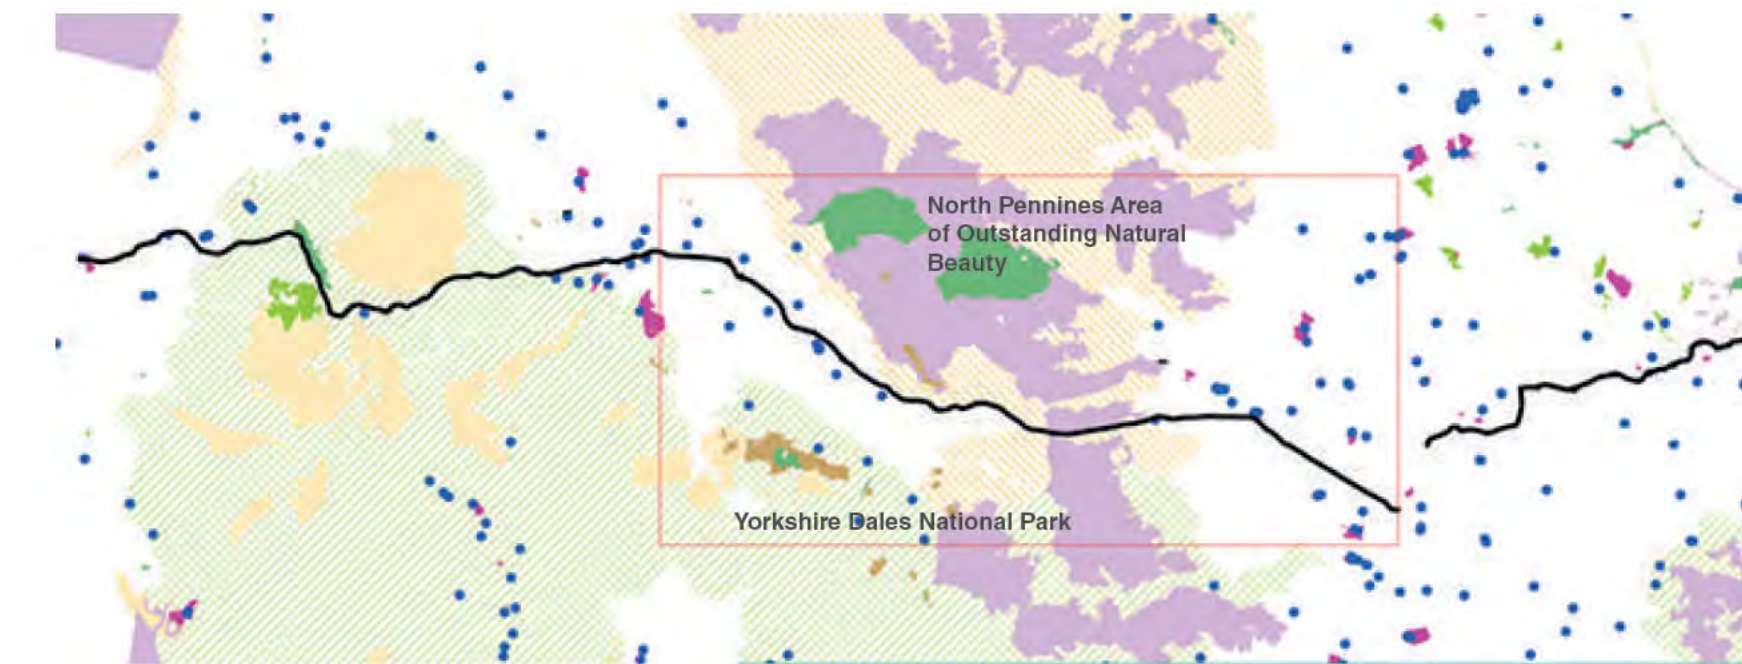 North Pennines Area
of Outstanding Natural
Beauty
Yorkshire Dales National Park